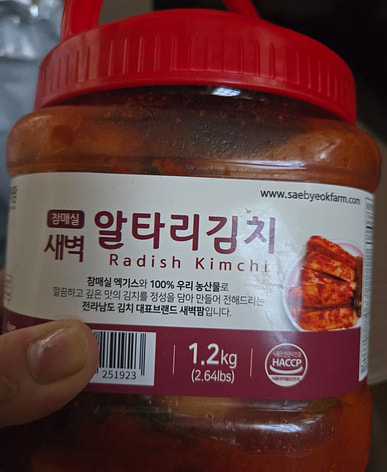 www.saebyeokfarm.com
참매실
새벽
알타리김치
Radish Kimchi
참매실 엑기스와 100% 우리 농산물로
깔끔하고 깊은 맛의 김치를 정성을 담아 만들어 전해드리는
전라남도 김치 대표브랜드 새벽팜입니다.
1.2kg
(2.64lbs)
HACCP
251923